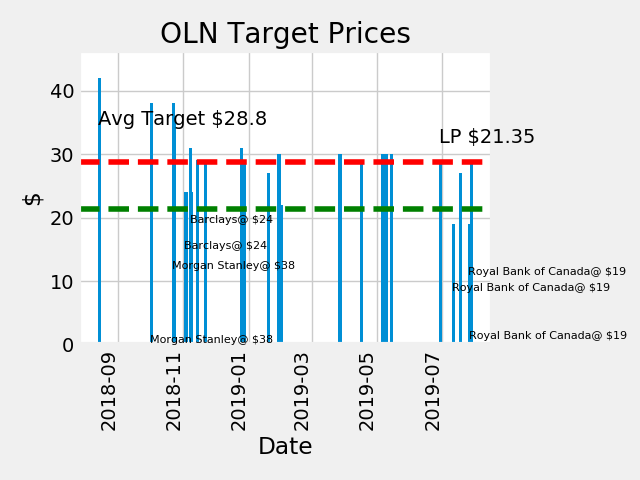 OLN Target Prices
40
Avg Target $28.8
LP $21.35
30
$
20
Barclays@ $24
Barclays@ $24
Morgan Stanley@ $38
Royal Bank of Canada@ $19
10
Royal Bank of Canada@ $19
Morgan Stanley@ $38
Royal Bank of Canada@ $19
0
2018-09
2018-11
2019-01
2019-03
2019-05
2019-07
Date